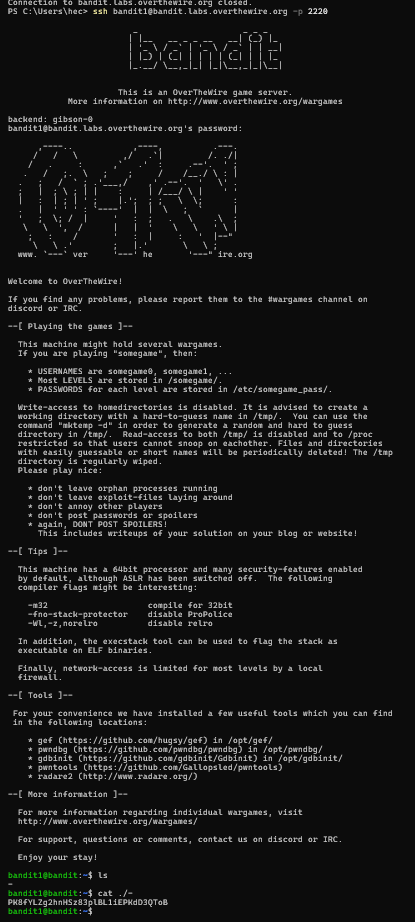 Connection to bandit.labs.overthewire.org closed.
PS C:\Users\hec> ssh bandit1@bandit.labs.overthewire.org -p 2220
This is an OverTheWire game server.
More information on http://www.overthewire.org/wargames
backend: gibson-0
bandit1@bandit.labs.overthewire.org's password:
www. ver he ire.org
Welcome to OverTheWire!
If you find any problems, please report them to the #wargames channel on
discord or IRC.
--[ Playing the games ]--
This machine might hold several wargames.
If you are playing "somegame", then:
* USERNAMES are somegame0, somegame1, ...
* Most LEVELS are stored in /somegame/.
* PASSWORDS for each level are stored in /etc/somegame_pass/.
Write-access to homedirectories is disabled. It is advised to create a
working directory with a hard-to-guess name in /tmp/. You can use the
command "mktemp -d" in order to generate a random and hard to guess
directory in /tmp/. Read-access to both /tmp/ is disabled and to /proc
restricted so that users cannot snoop on eachother. Files and directories
with easily guessable or short names will be periodically deleted! The /tmp
directory is regularly wiped.
Please play nice:
* don't leave orphan processes running
* don't leave exploit-files laying around
* don't annoy other players
* don't post passwords or spoilers
* again, DONT POST SPOILERS!
This includes writeups of your solution on your blog or website!
--[ Tips ]--
This machine has a 64bit processor and many security-features enabled
by default, although ASLR has been switched off. The following
compiler flags might be interesting:
-m32 compile for 32bit
-fno-stack-protector disable ProPolice
-Wl,-z,norelro disable relro
In addition, the execstack tool can be used to flag the stack as
executable on ELF binaries.
Finally, network-access is limited for most levels by a local
firewall.
--[ Tools ]--
For your convenience we have installed a few useful tools which you can find
in the following locations:
* gef (https://github.com/hugsy/gef) in /opt/gef/
* pwndbg (https://github.com/pwndbg/pwndbg) in /opt/pwndbg/
* gdbinit (https://github.com/gdbinit/Gdbinit) in /opt/gdbinit/
* pwntools (https://github.com/Gallopsled/pwntools)
* radare2 (http://www.radare.org/)
--[ More information ]--
For more information regarding individual wargames, visit
http://www.overthewire.org/wargames/
For support, questions or comments, contact us on discord or IRC.
Enjoy your stay!
bandit1@bandit:~$ ls
-
bandit1@bandit:~$ cat ./-
bandit1@bandit:~$